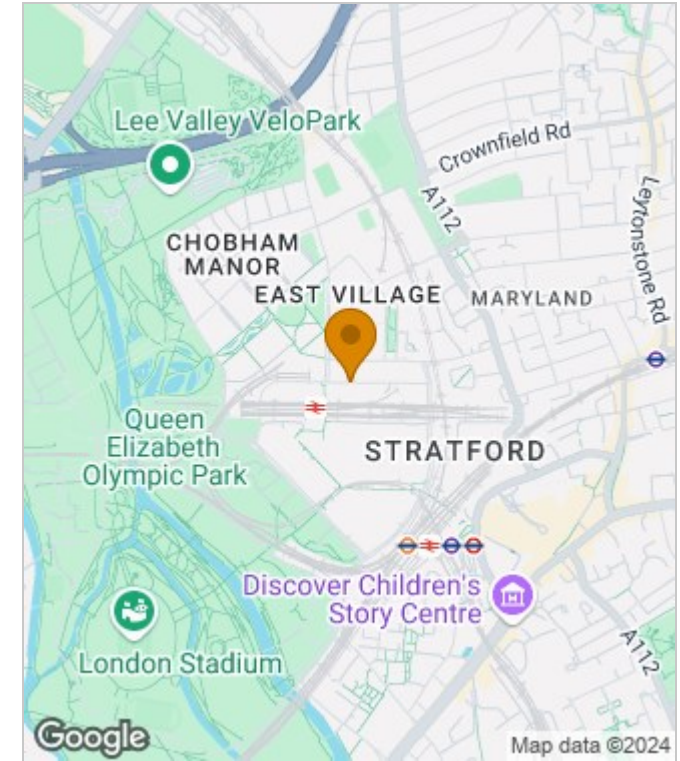 Lee Valley VeloPark
Crownfield Rd
A112
Leytonstone Rd
CHOBHAM
MANOR
EAST VILLAGE
MARYLAND
Queen
Elizabeth
Olympic Park
STRATFORD
Discover Children's
Story Centre
London Stadium
A112
Google
Map data ©2024